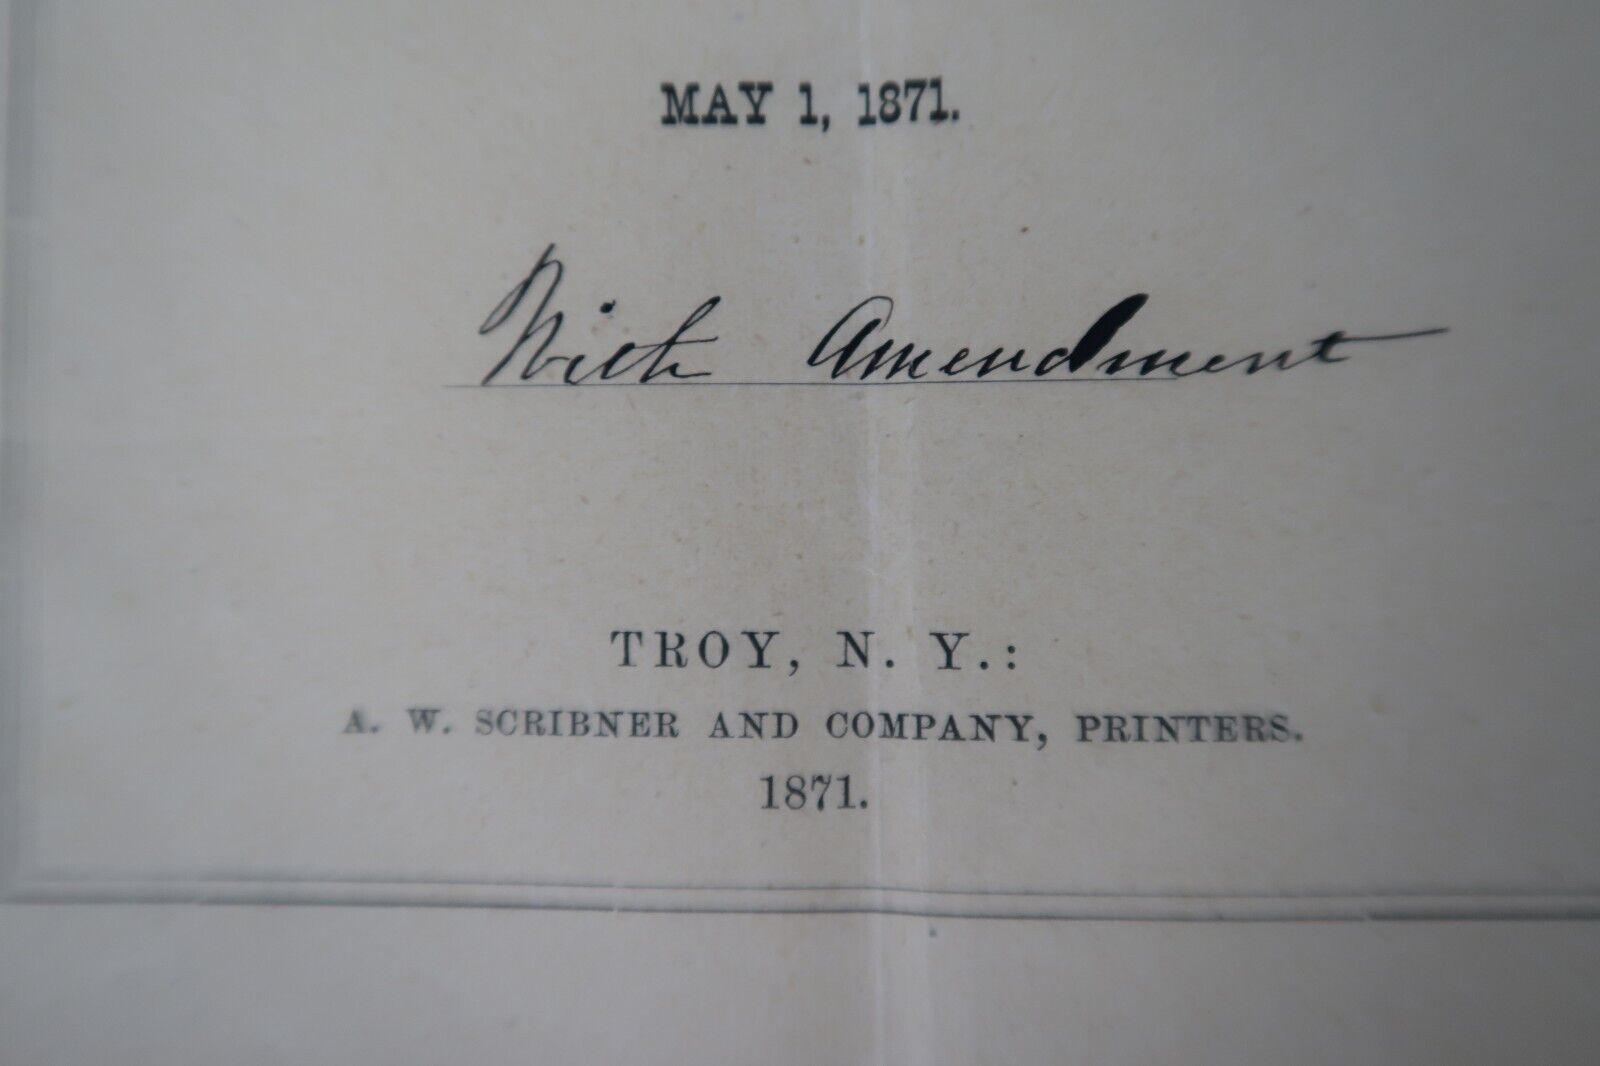 MAY 1, 1871.
With Amendment
TROY, N. Y.:
A. W. SCRIBNER AND COMPANY, PRINTERS.
1871.